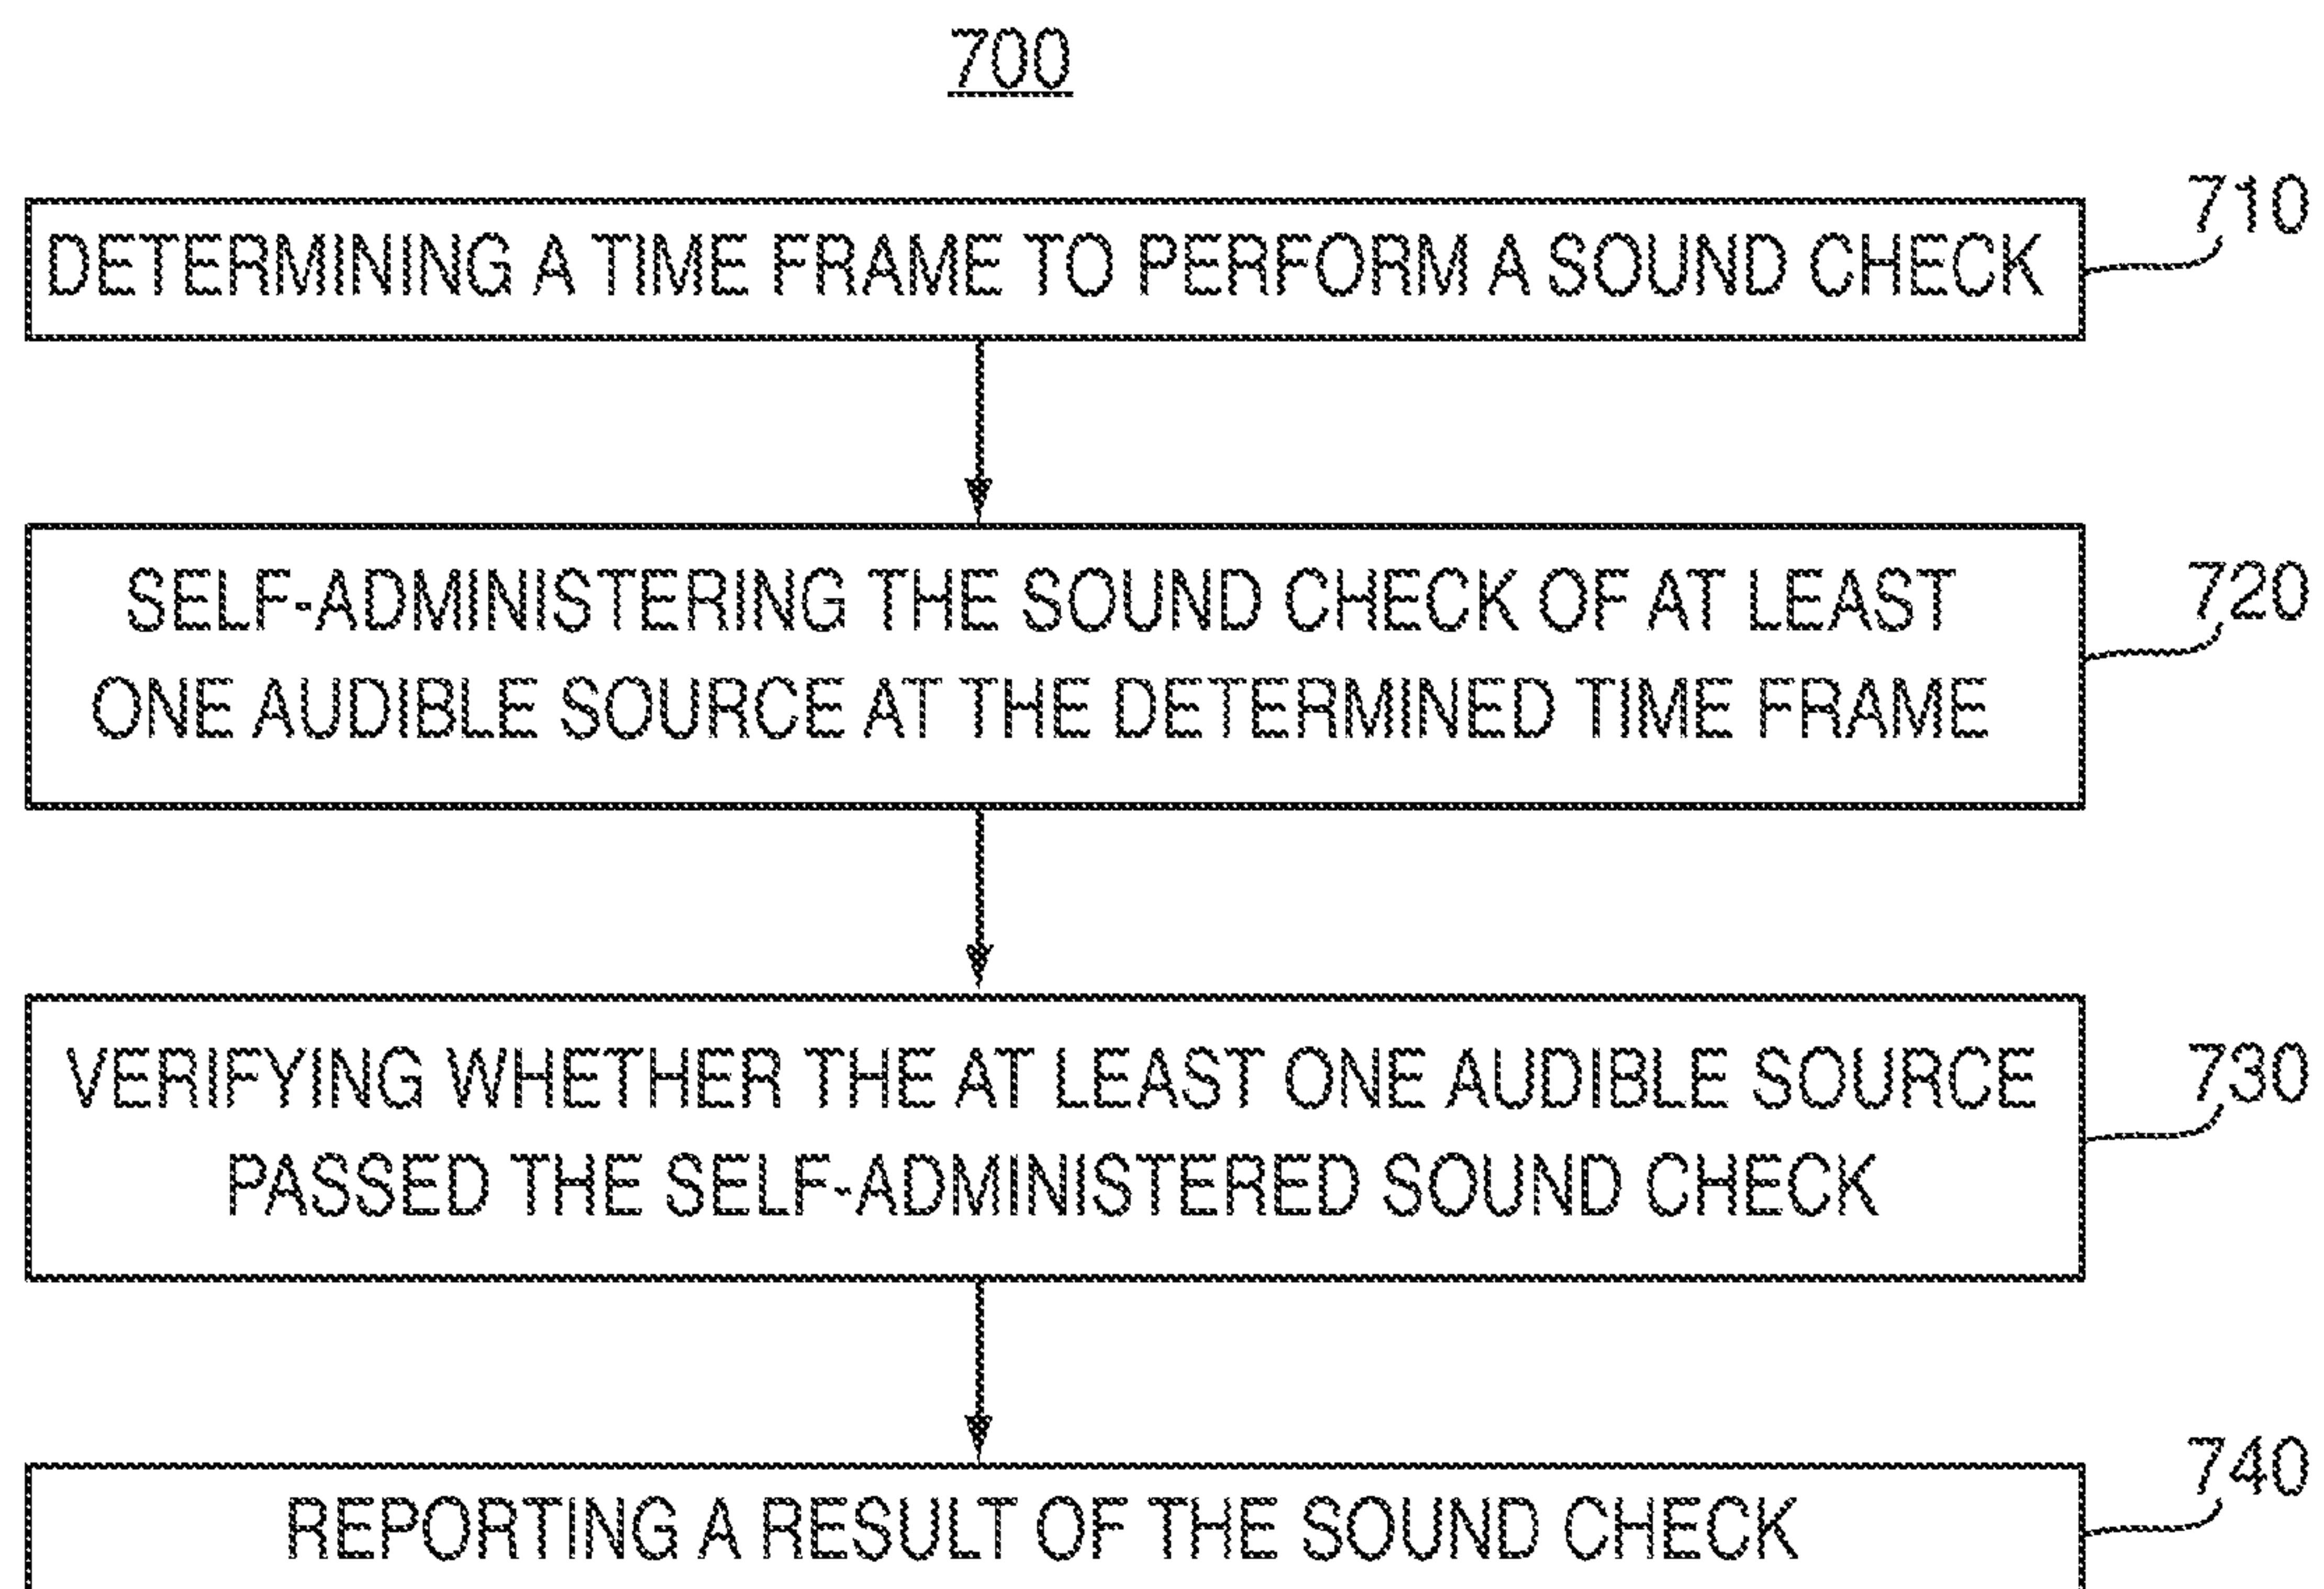 700
710
DETERMINING A TIME FRAME TO PERFORM A SOUND CHECK
720
SELF-ADMINISTERING THE SOUND CHECK OF AT LEAST
ONE AUDIBLE SOURCE AT THE DETERMINED TIME FRAME
730
VERIFYING WHETHER THE AT LEAST ONE AUDIBLE SOURCE
PASSED THE SELF-ADMINISTERED SOUND CHECK
740
REPORTING A RESULT OF THE SOUND CHECK